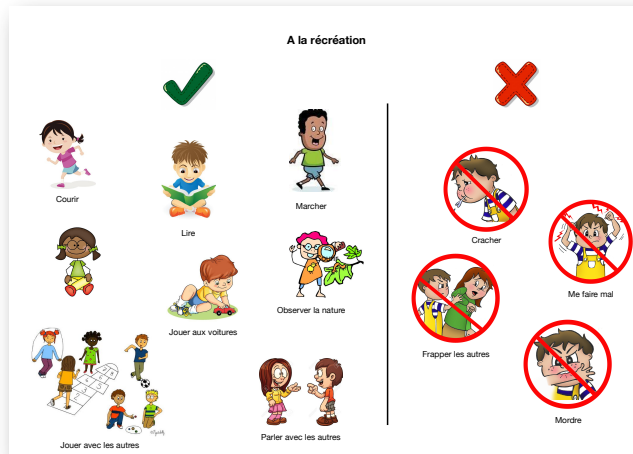 A la récréation
Courir
Lire
Marcher
Jouer aux voitures
Observer la nature
Jouer avec les autres
Parler avec les autres
Cracher
Me faire mal
Frapper les autres
Mordre